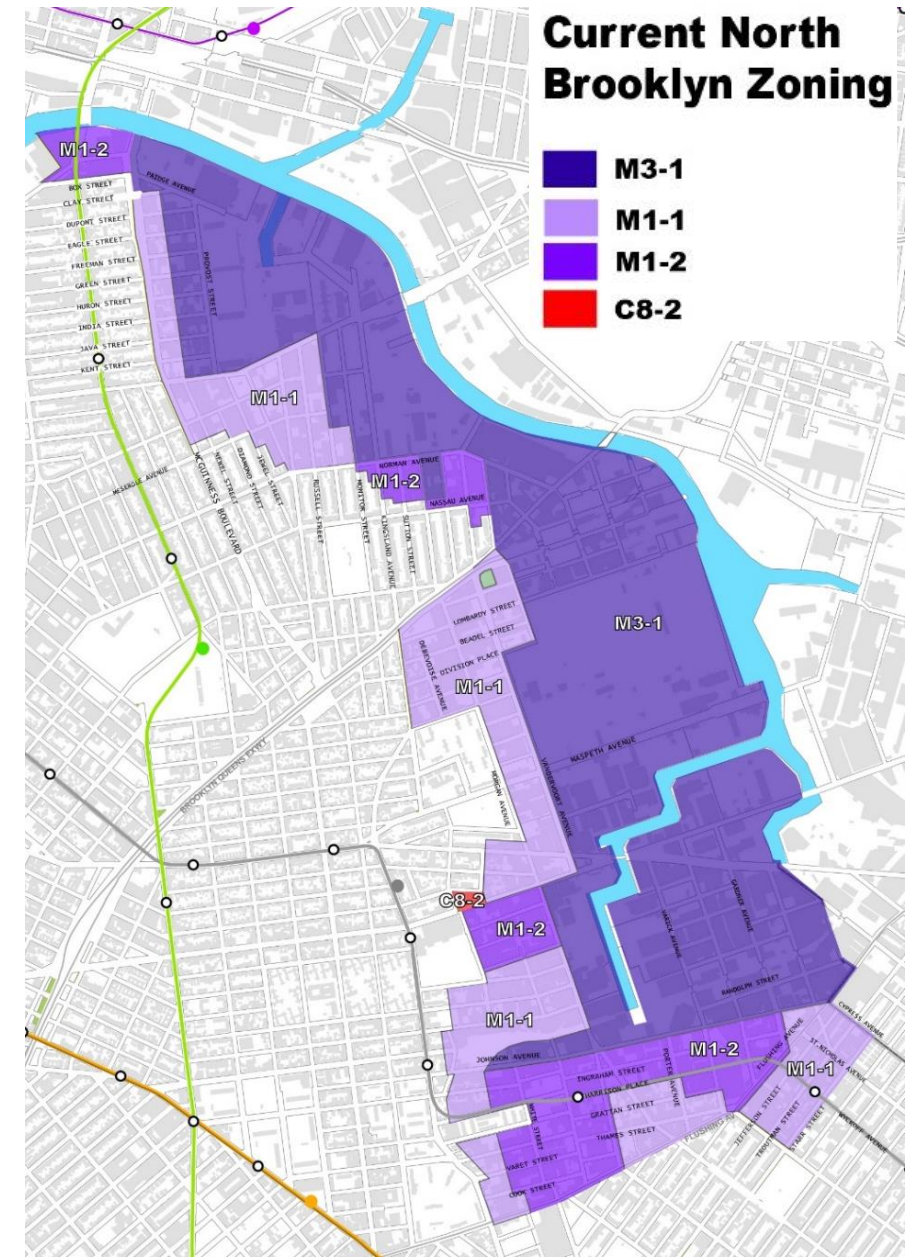 Current North
Brooklyn Zoning
M3-1
M1-1
M1-2
C8-2
M1-2
BOX STREET
CLAY STREET
DUPONT STREET
EAGLE STREET
FREEMAN STREET
GREEN STREET
HURON STREET
INDIA STREET
JAVA STREET
KENT STREET
PAIDGE AVENUE
PROVOST STREET
M1-1
MESEROLE AVENUE
MCGUINNESS BOULEVARD
NEWEL STREET
DIAMOND STREET
JEWEL STREET
RUSSELL STREET
MONITOR STREET
KINGSLAND AVENUE
SUTTON STREET
NORMAN AVENUE
M1-2
NASSAU AVENUE
LOMBARDY STREET
BEADEL STREET
DIVISION PLACE
DEBEVOISE AVENUE
M1-1
M3-1
MASPETH AVENUE
VANDERVOORT AVENUE
MORGAN AVENUE
BROOKLYN QUEENS EXWY
C8-2
M1-2
VARICK AVENUE
GARDNER AVENUE
RANDOLPH STREET
M1-1
JOHNSON AVENUE
M1-2
INGRAHAM STREET
HARRISON PLACE
PORTER AVENUE
GRATTAN STREET
THAMES STREET
FLUSHING AV
FLUSHING AVENUE
CYPRESS AVENUE
ST. NICHOLAS AVENUE
M1-1
WYCKOFF AVENUE
JEFFERSON STREET
TROUTMAN STREET
STARR STREET
VARET STREET
COOK STREET